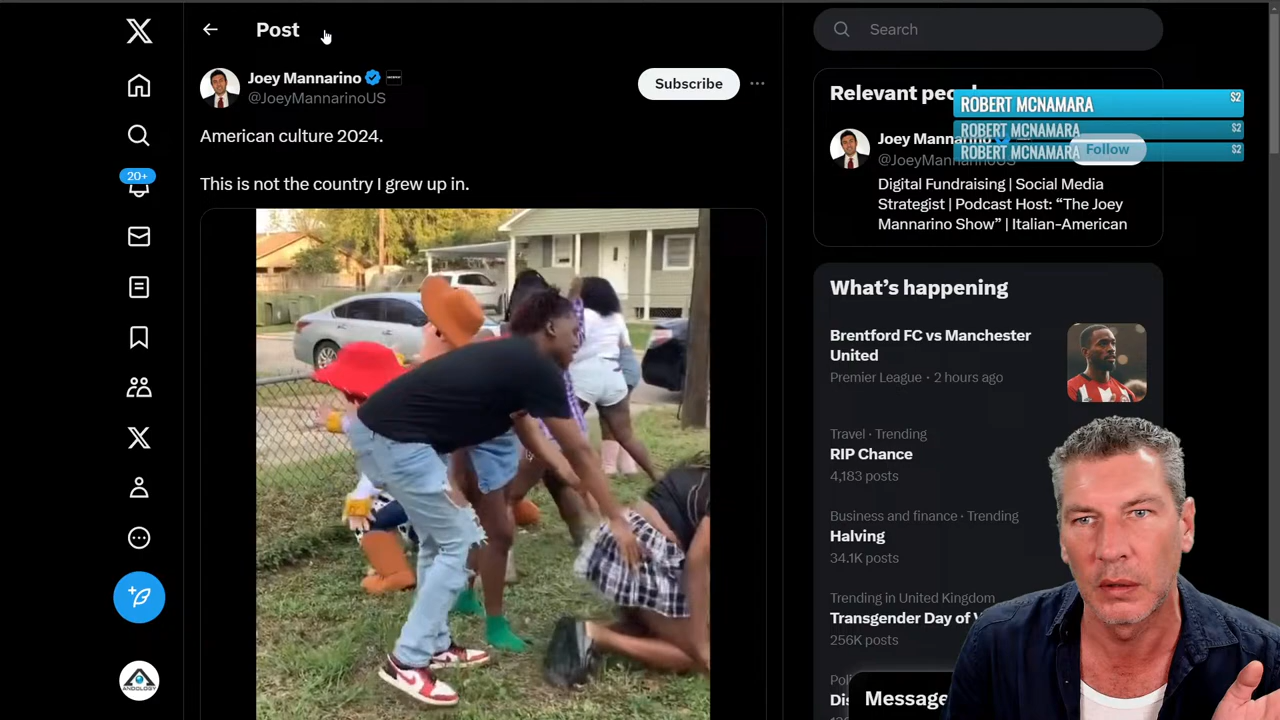 Post
Joey Mannarino
@JoeyMannarinoUS
Subscribe
American culture 2024.
This is not the country I grew up in.
20+
ANDOLOGY
Search
Relevant
ROBERT MCNAMARA $2
ROBERT MCNAMARA $2
ROBERT MCNAMARA $2
Joey
Follow
Digital Fundraising | Social Media
Strategist | Podcast Host: “The Joey
Mannarino Show” | Italian-American
What’s happening
Brentford FC vs Manchester
United
Premier League · 2 hours ago
Travel · Trending
RIP Chance
4,183 posts
Business and finance · Trending
Halving
34.1K posts
Trending in United Kingdom
Transgender Day of V
256K posts
Message